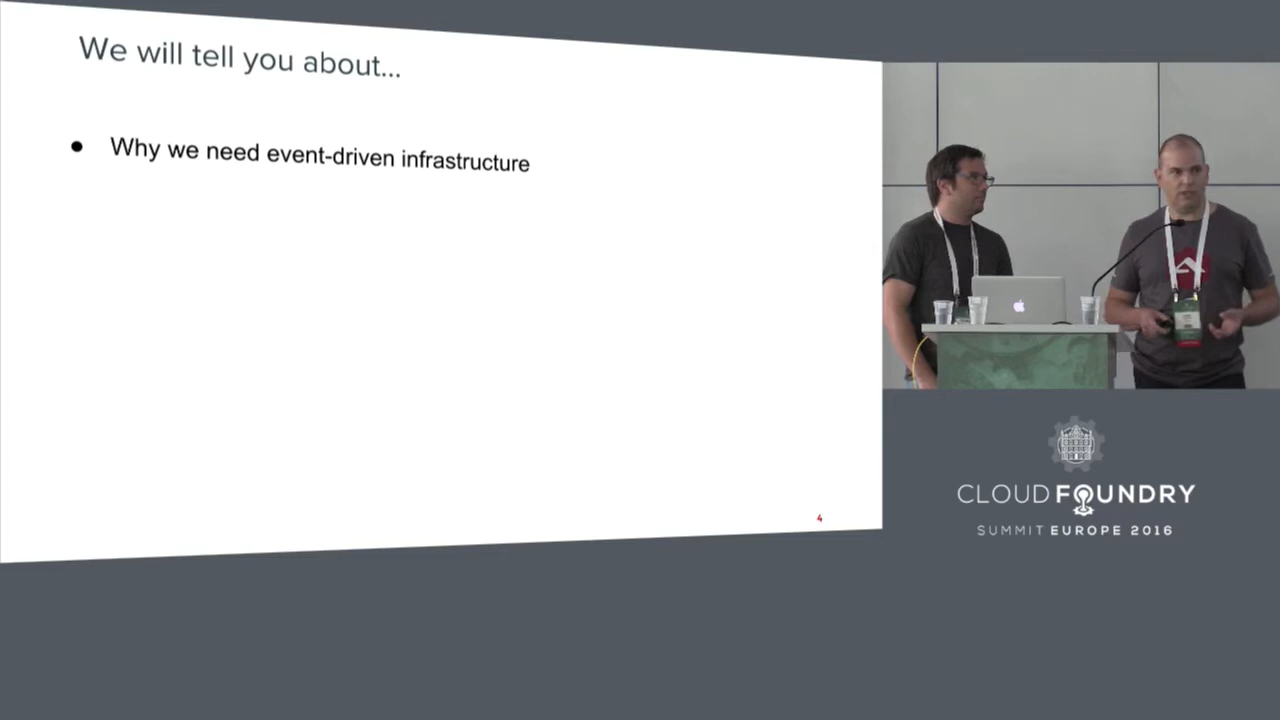 We will tell you about...
● Why we need event-driven infrastructure
4
CLOUD FOUNDRY
SUMMIT EUROPE 2016